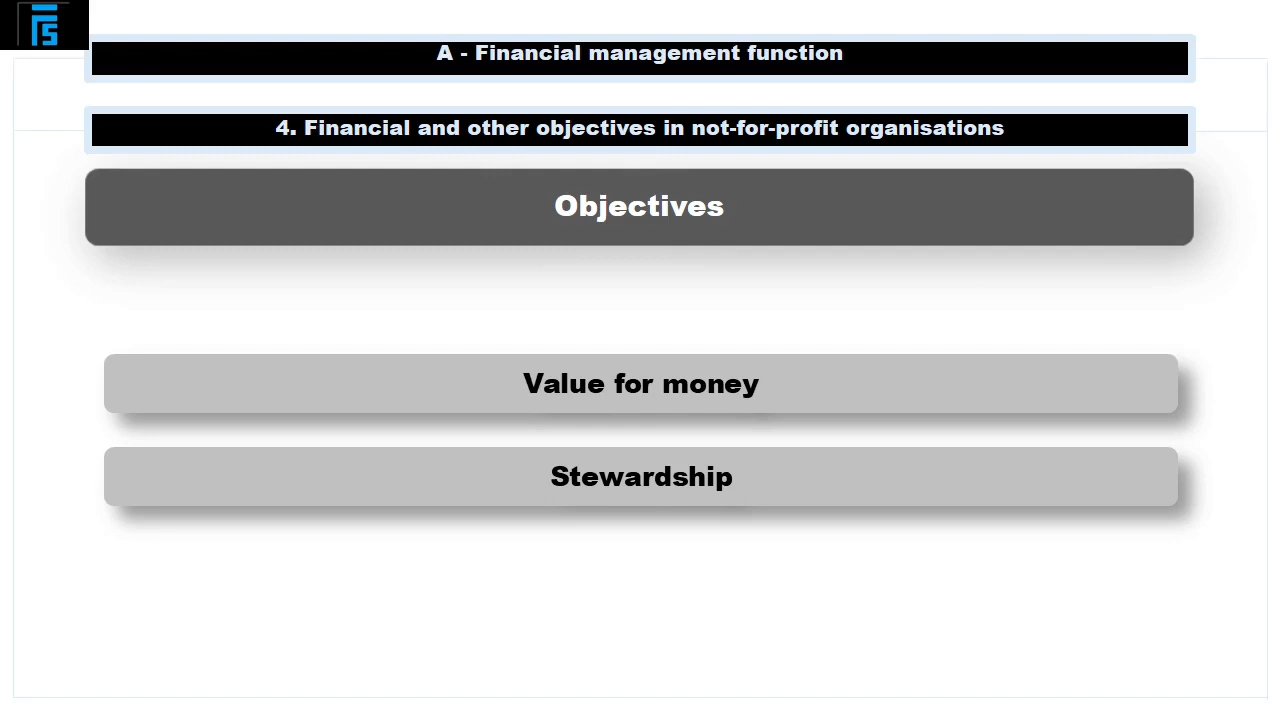 A - Financial management function
4. Financial and other objectives in not-for-profit organisations
Objectives
Value for money
Stewardship